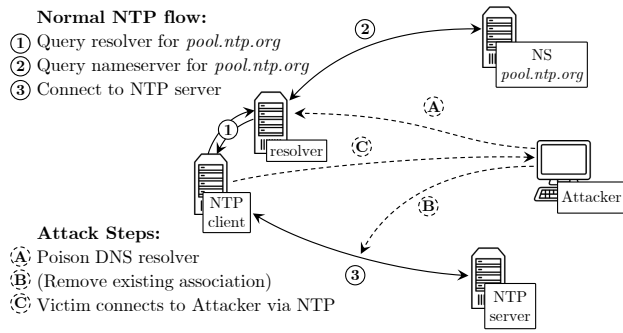 Normal NTP flow:
1 Query resolver for pool.ntp.org
2 Query nameserver for pool.ntp.org
3 Connect to NTP server
2
NS
pool.ntp.org
A
1
resolver
C
NTP
client
Attacker
B
Attack Steps:
A Poison DNS resolver
B (Remove existing association)
C Victim connects to Attacker via NTP
3
NTP
server